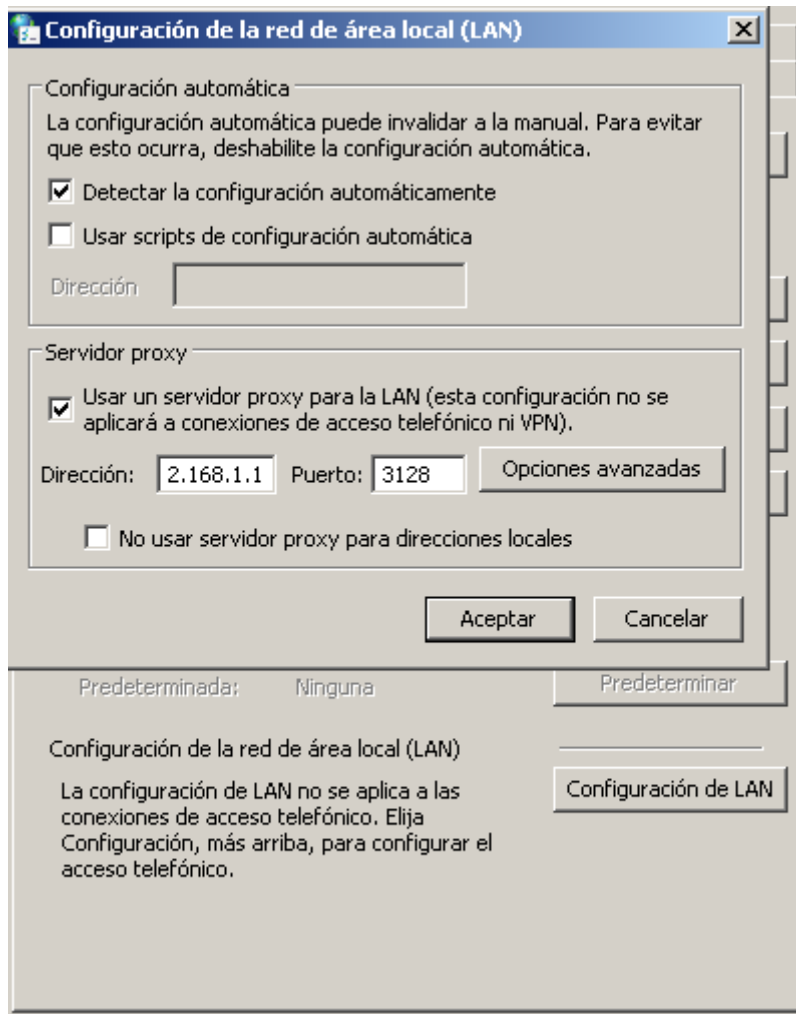 Configuración de la red de área local (LAN)
Configuración automática
La configuración automática puede invalidar a la manual. Para evitar
que esto ocurra, deshabilite la configuración automática.
Detectar la configuración automáticamente
Usar scripts de configuración automática
Dirección
Servidor proxy
Usar un servidor proxy para la LAN (esta configuración no se
aplicará a conexiones de acceso telefónico ni VPN).
Dirección: 2.168.1.1 Puerto: 3128 Opciones avanzadas
No usar servidor proxy para direcciones locales
Aceptar Cancelar
Predeterminada: Ninguna Predeterminar
Configuración de la red de área local (LAN)
La configuración de LAN no se aplica a las
conexiones de acceso telefónico. Elija
Configuración, más arriba, para configurar el
acceso telefónico.
Configuración de LAN